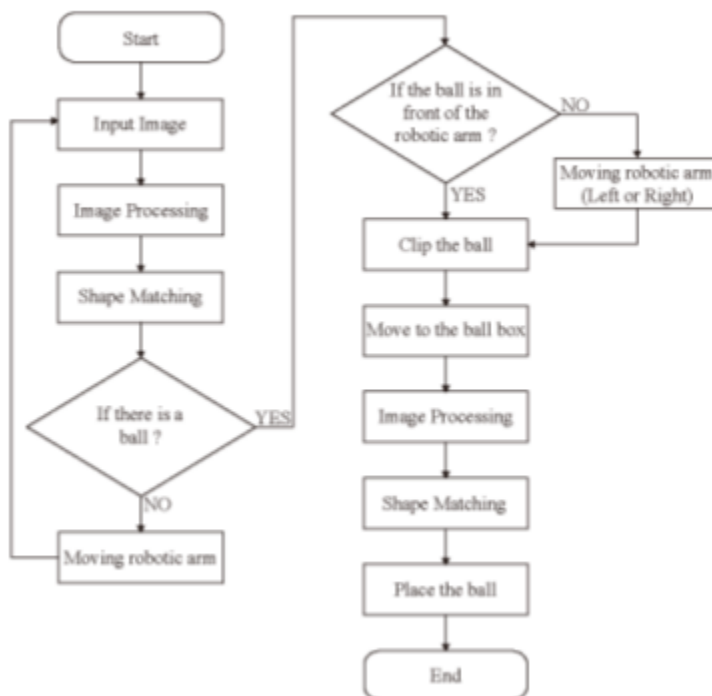 Start
Input Image
Image Processing
Shape Matching
If there is a
ball ?
YES
NO
Moving robotic arm
If the ball is in
front of the
robotic arm ?
NO
Moving robotic arm
(Left or Right)
YES
Clip the ball
Move to the ball box
Image Processing
Shape Matching
Place the ball
End